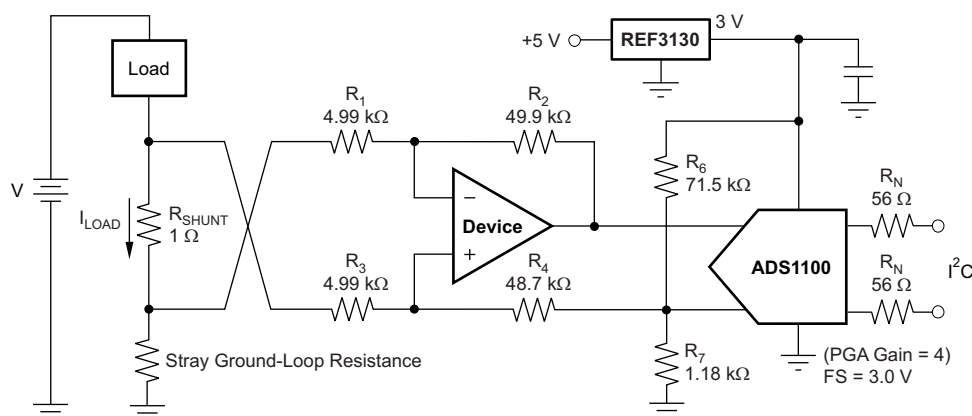 3 V
+5 V
REF3130
Load
R1
4.99 kΩ
R2
49.9 kΩ
R6
71.5 kΩ
RN
56 Ω
V
ILOAD
RSHUNT
1 Ω
−
Device
+
ADS1100
I²C
R3
4.99 kΩ
R4
48.7 kΩ
RN
56 Ω
Stray Ground-Loop Resistance
R7
1.18 kΩ
(PGA Gain = 4)
FS = 3.0 V